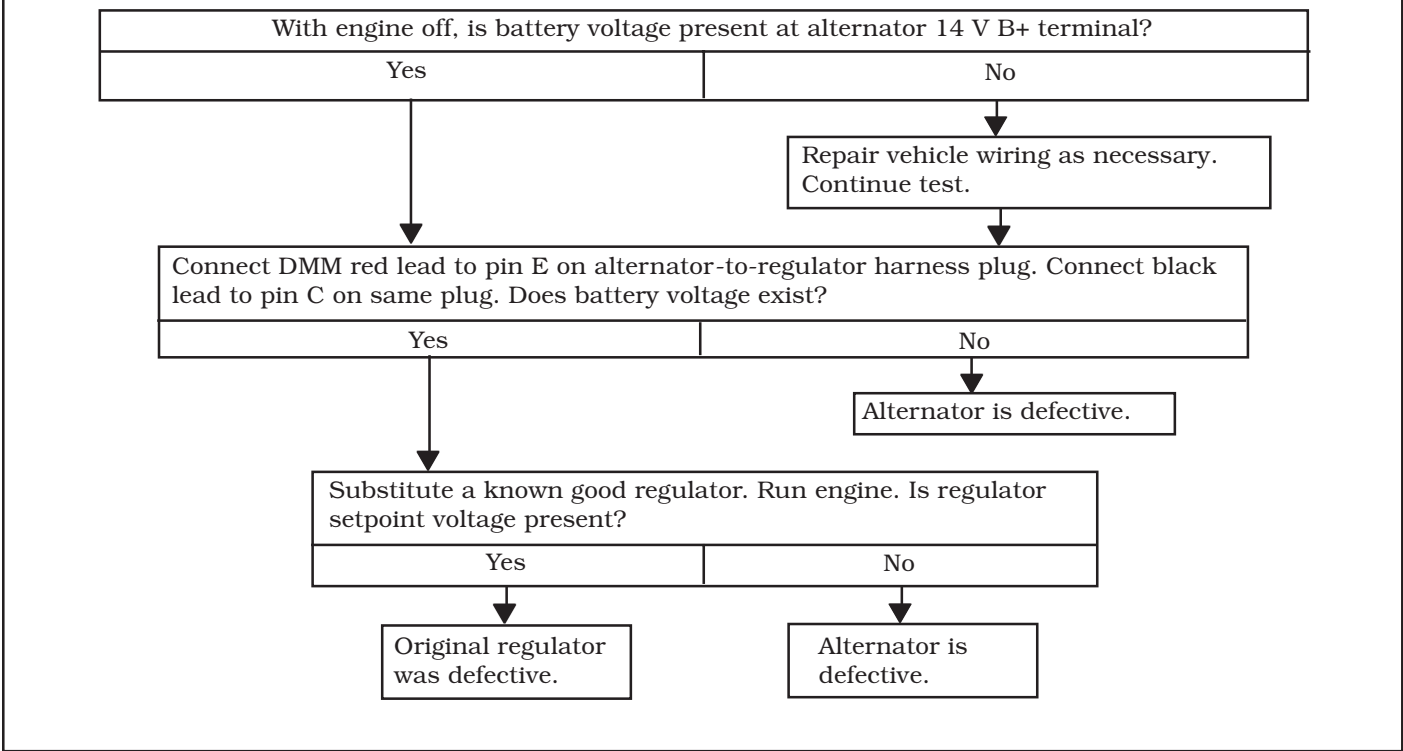 With engine off, is battery voltage present at alternator 14 V B+ terminal?
Yes
No
Repair vehicle wiring as necessary.
Continue test.
Connect DMM red lead to pin E on alternator-to-regulator harness plug. Connect black
lead to pin C on same plug. Does battery voltage exist?
Yes
No
Alternator is defective.
Substitute a known good regulator. Run engine. Is regulator
setpoint voltage present?
Yes
No
Original regulator
was defective.
Alternator is
defective.